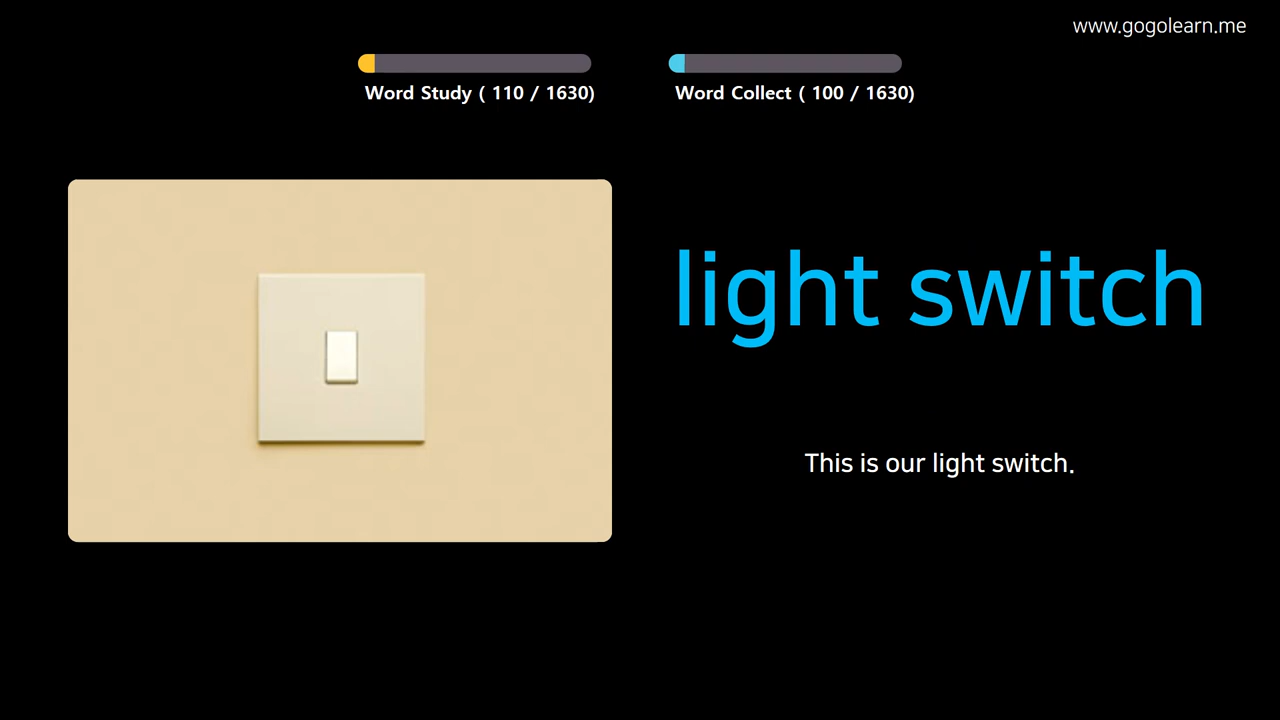 www.gogolearn.me
Word Study ( 110 / 1630)
Word Collect ( 100 / 1630)
light switch
This is our light switch.